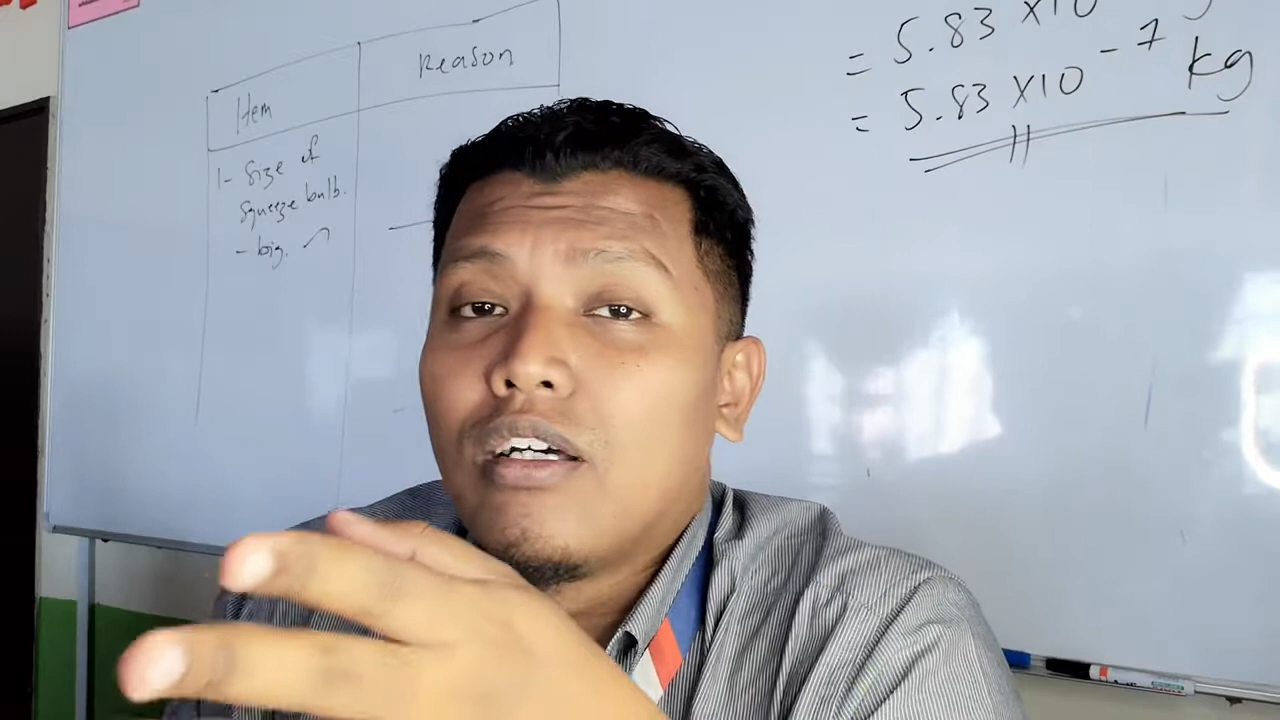 Item
Reason
1- Size of
squeeze bulb.
- big.
= 5.83 x10
= 5.83 x10 -7 kg